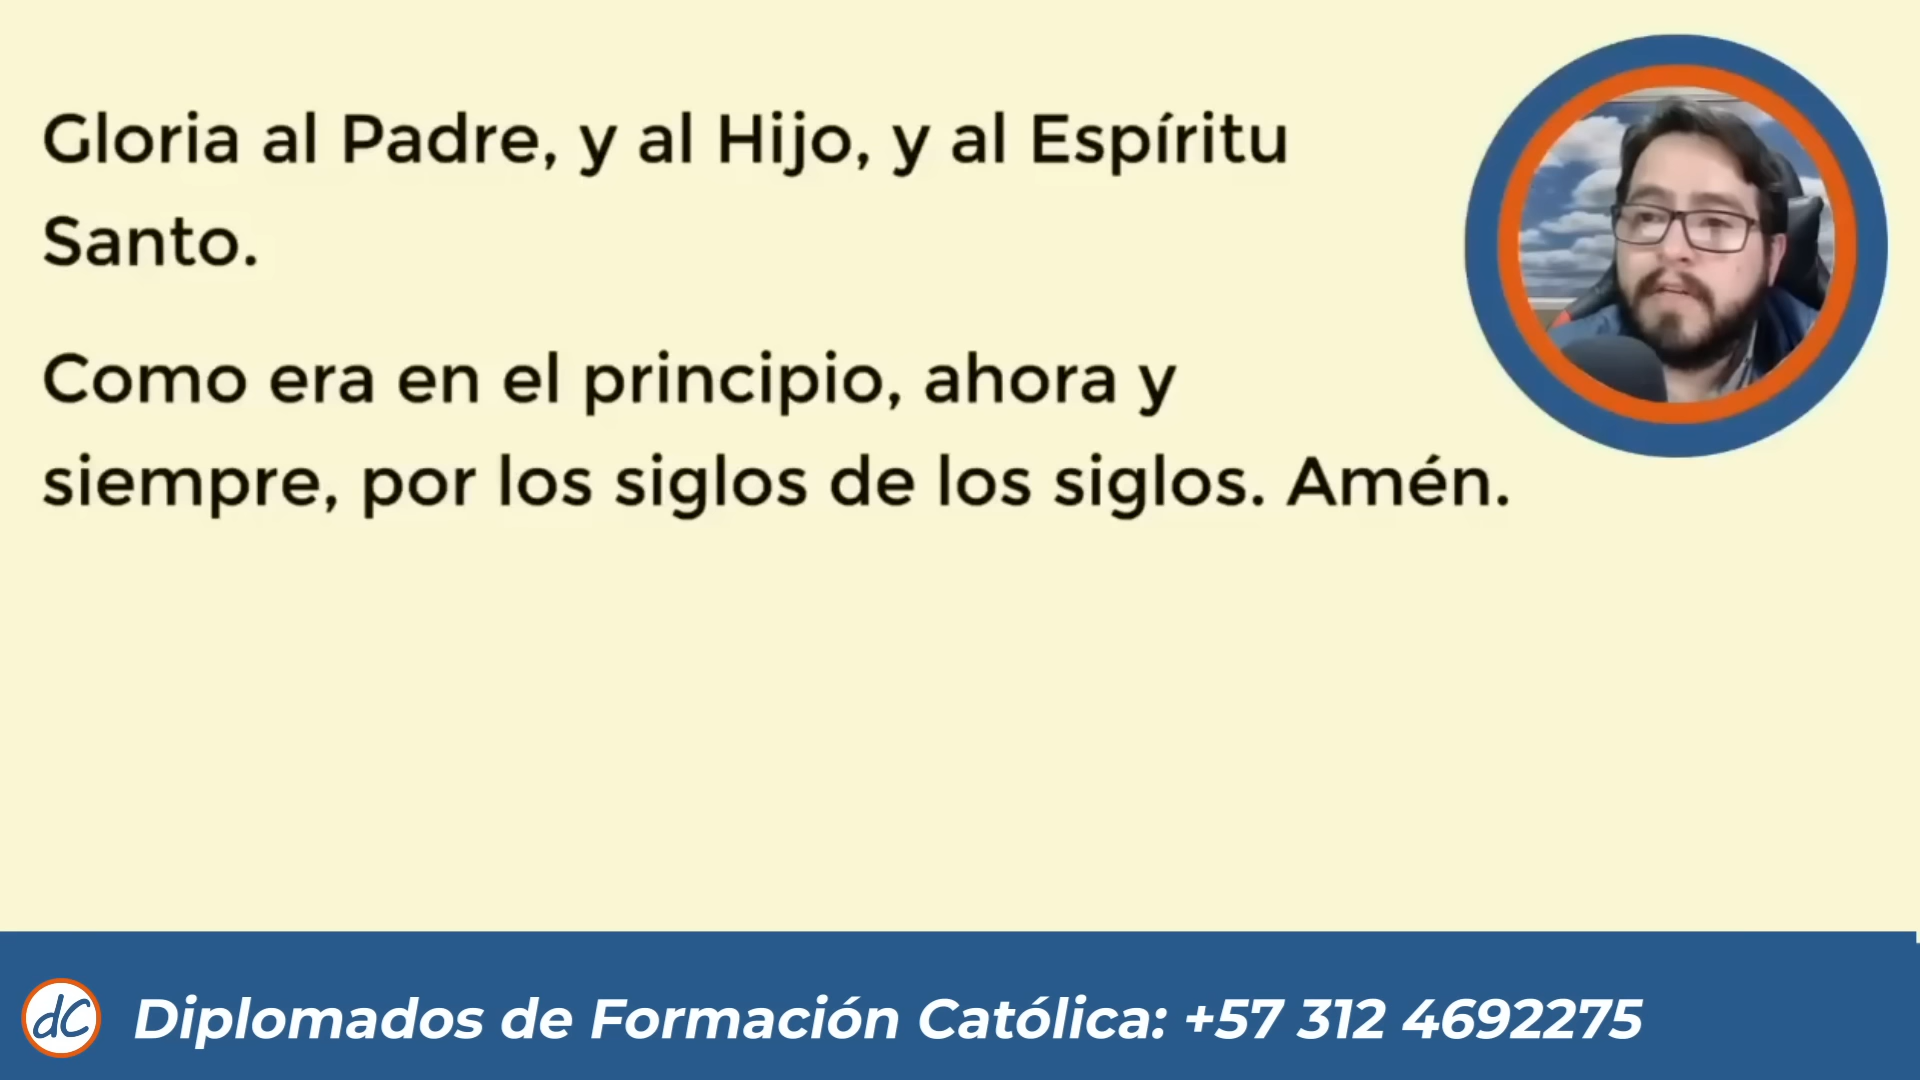 Gloria al Padre, y al Hijo, y al Espíritu
Santo.
Como era en el principio, ahora y
siempre, por los siglos de los siglos. Amén.
dC Diplomados de Formación Católica: +57 312 4692275